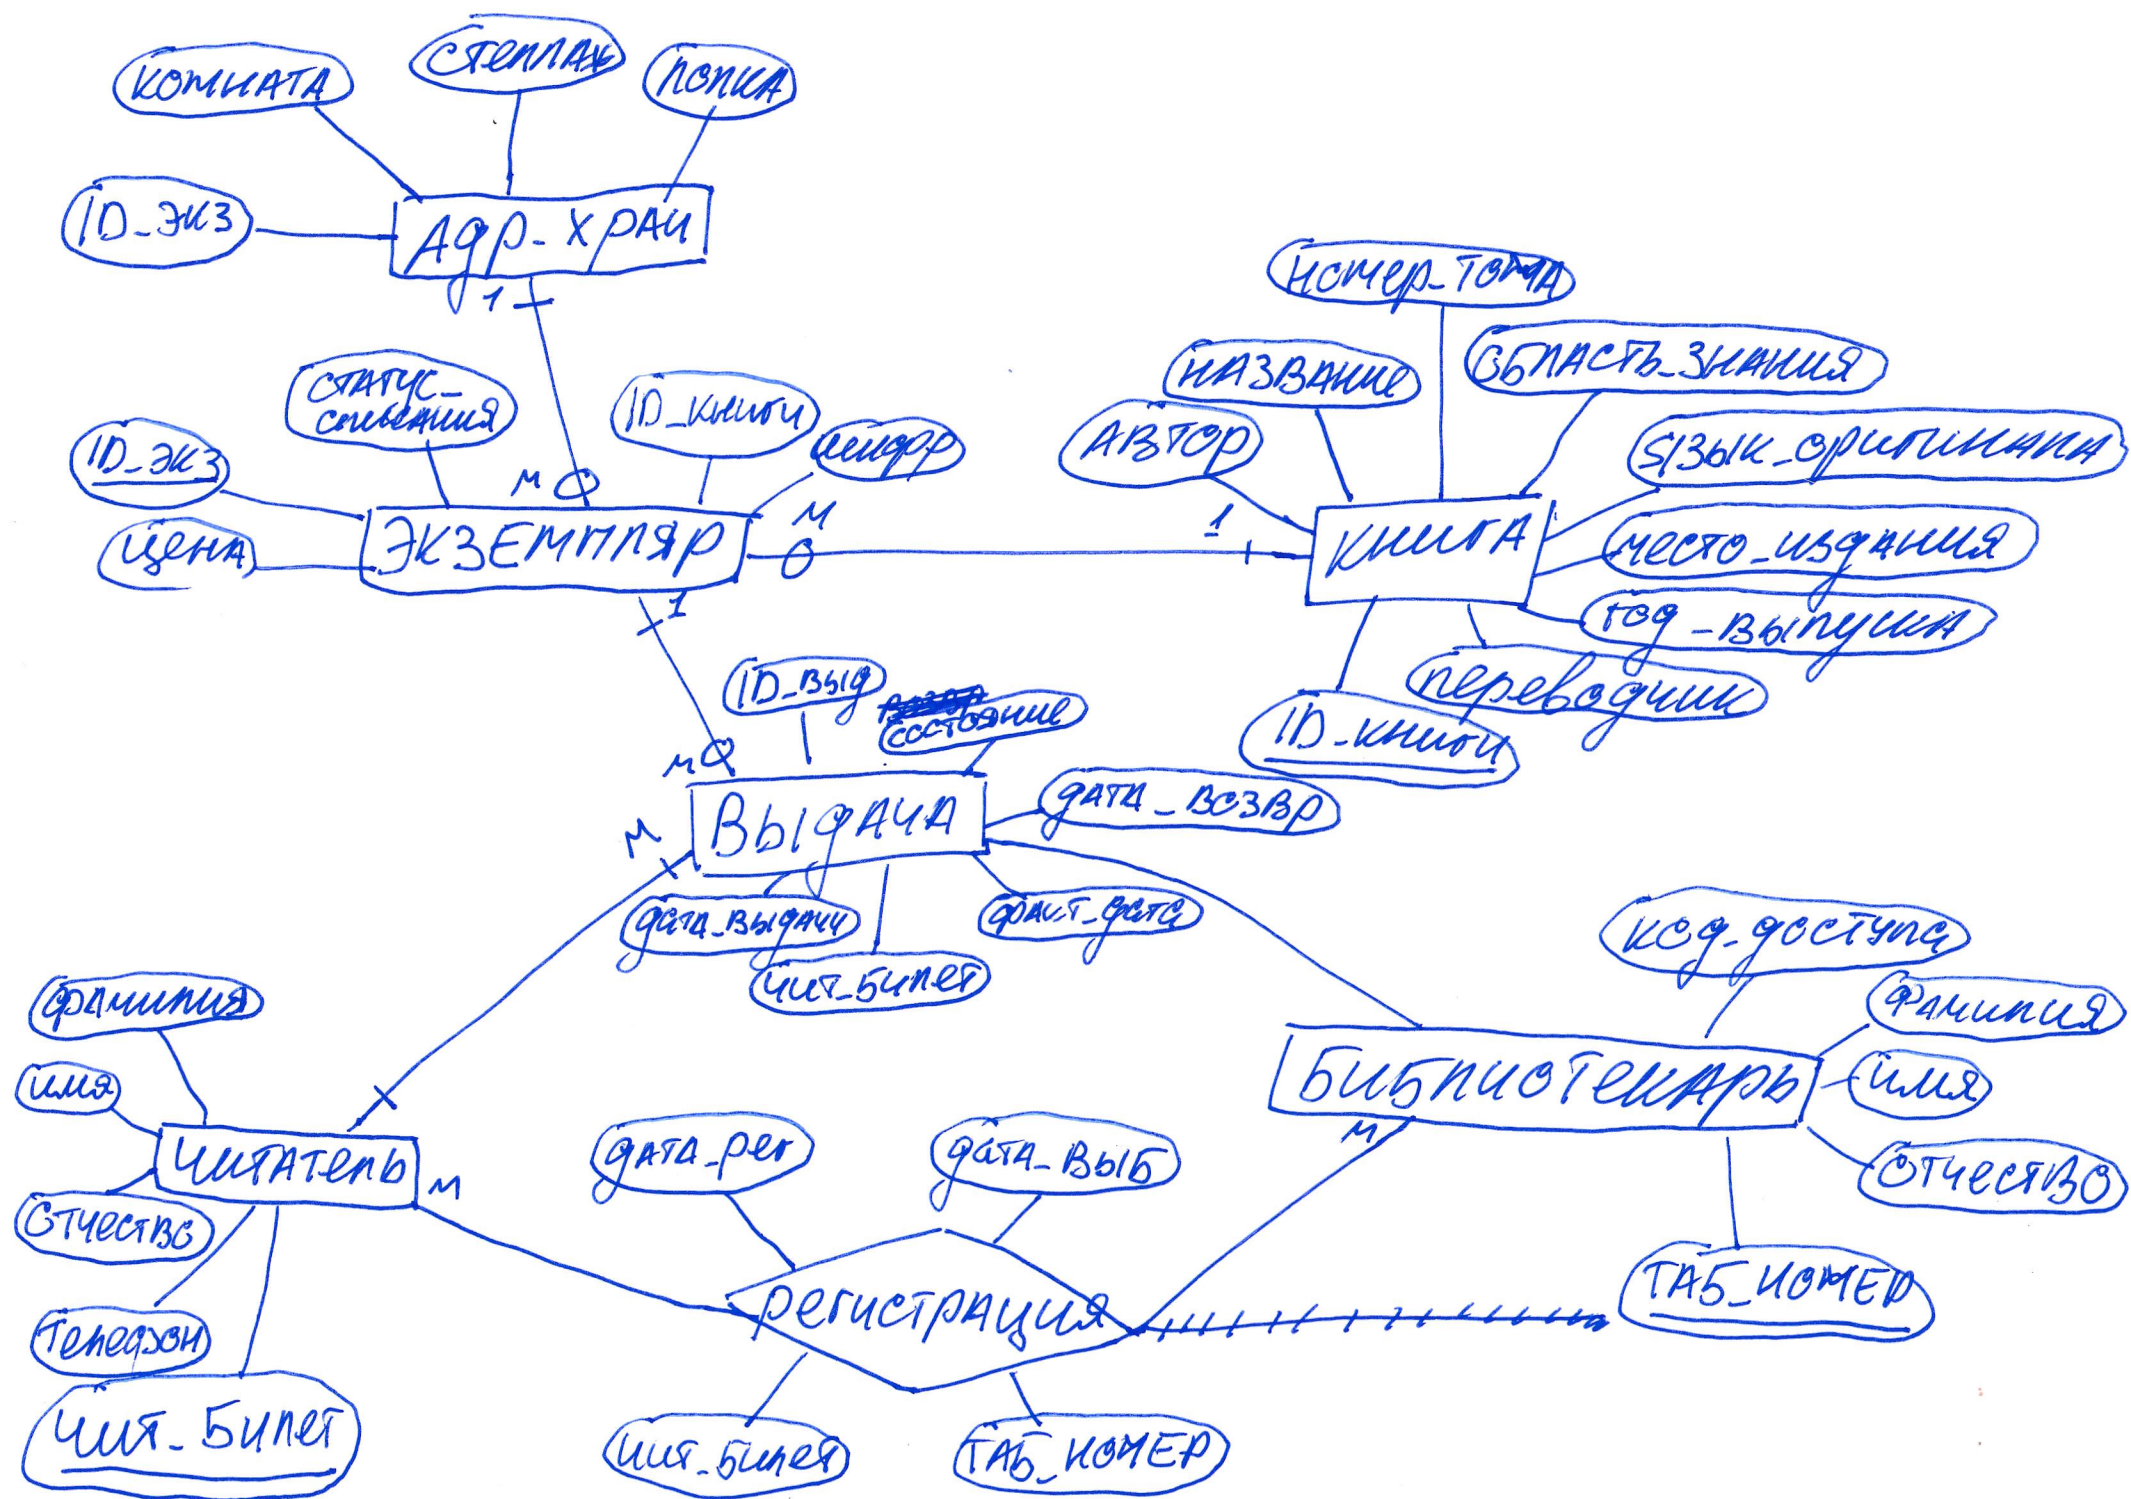 комната
стеллаж
полка
ID_экз
Адр_хран
1
номер_тома
статус_
списания
ID_книги
шифр
название
область_знания
автор
язык_оригинала
ID_экз
цена
м
ЭКЗЕМПЛЯР
М
1
книга
место_издания
год_выпуска
переводчик
ID_книги
1
ID_выд
состояние
м
Выдача
дата_возвр
м
дата_выдачи
факт_дата
чит_билет
код_доступа
фамилия
имя
отчество
библиотекарь
м
таб_номер
фамилия
имя
читатель
м
отчество
телефон
чит_билет
дата_рег
дата_выб
регистрация
чит_билет
таб_номер